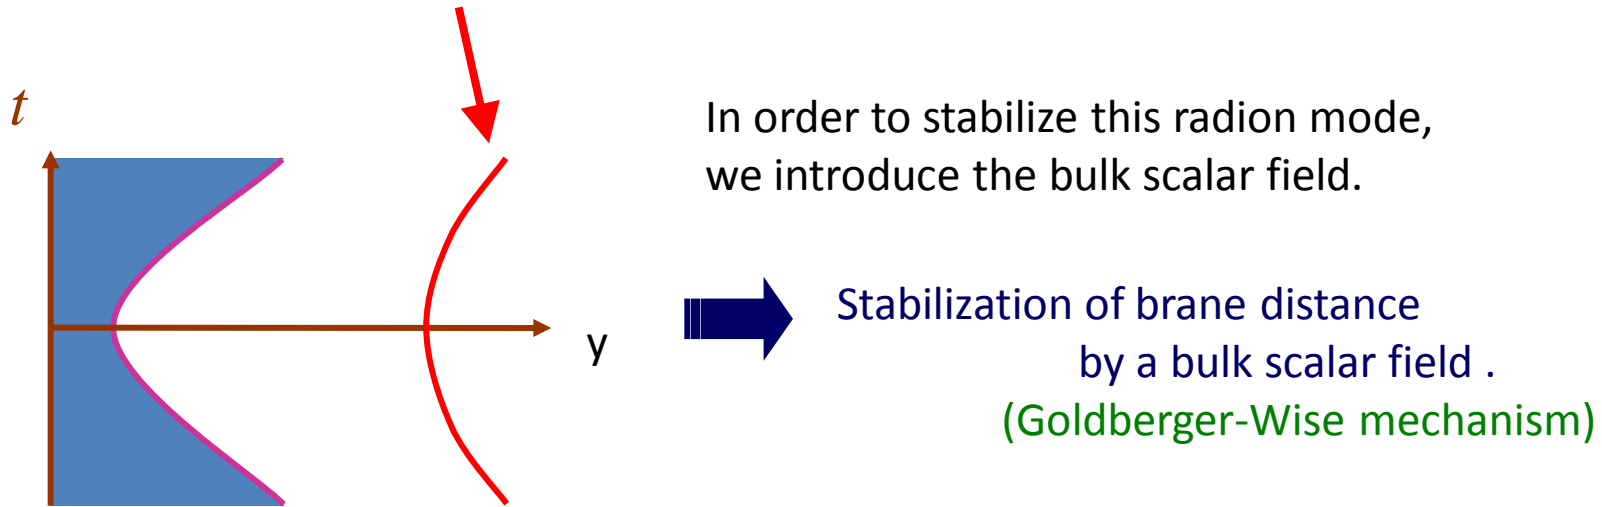 t
In order to stabilize this radion mode,
we introduce the bulk scalar field.
y
Stabilization of brane distance
by a bulk scalar field .
(Goldberger-Wise mechanism)